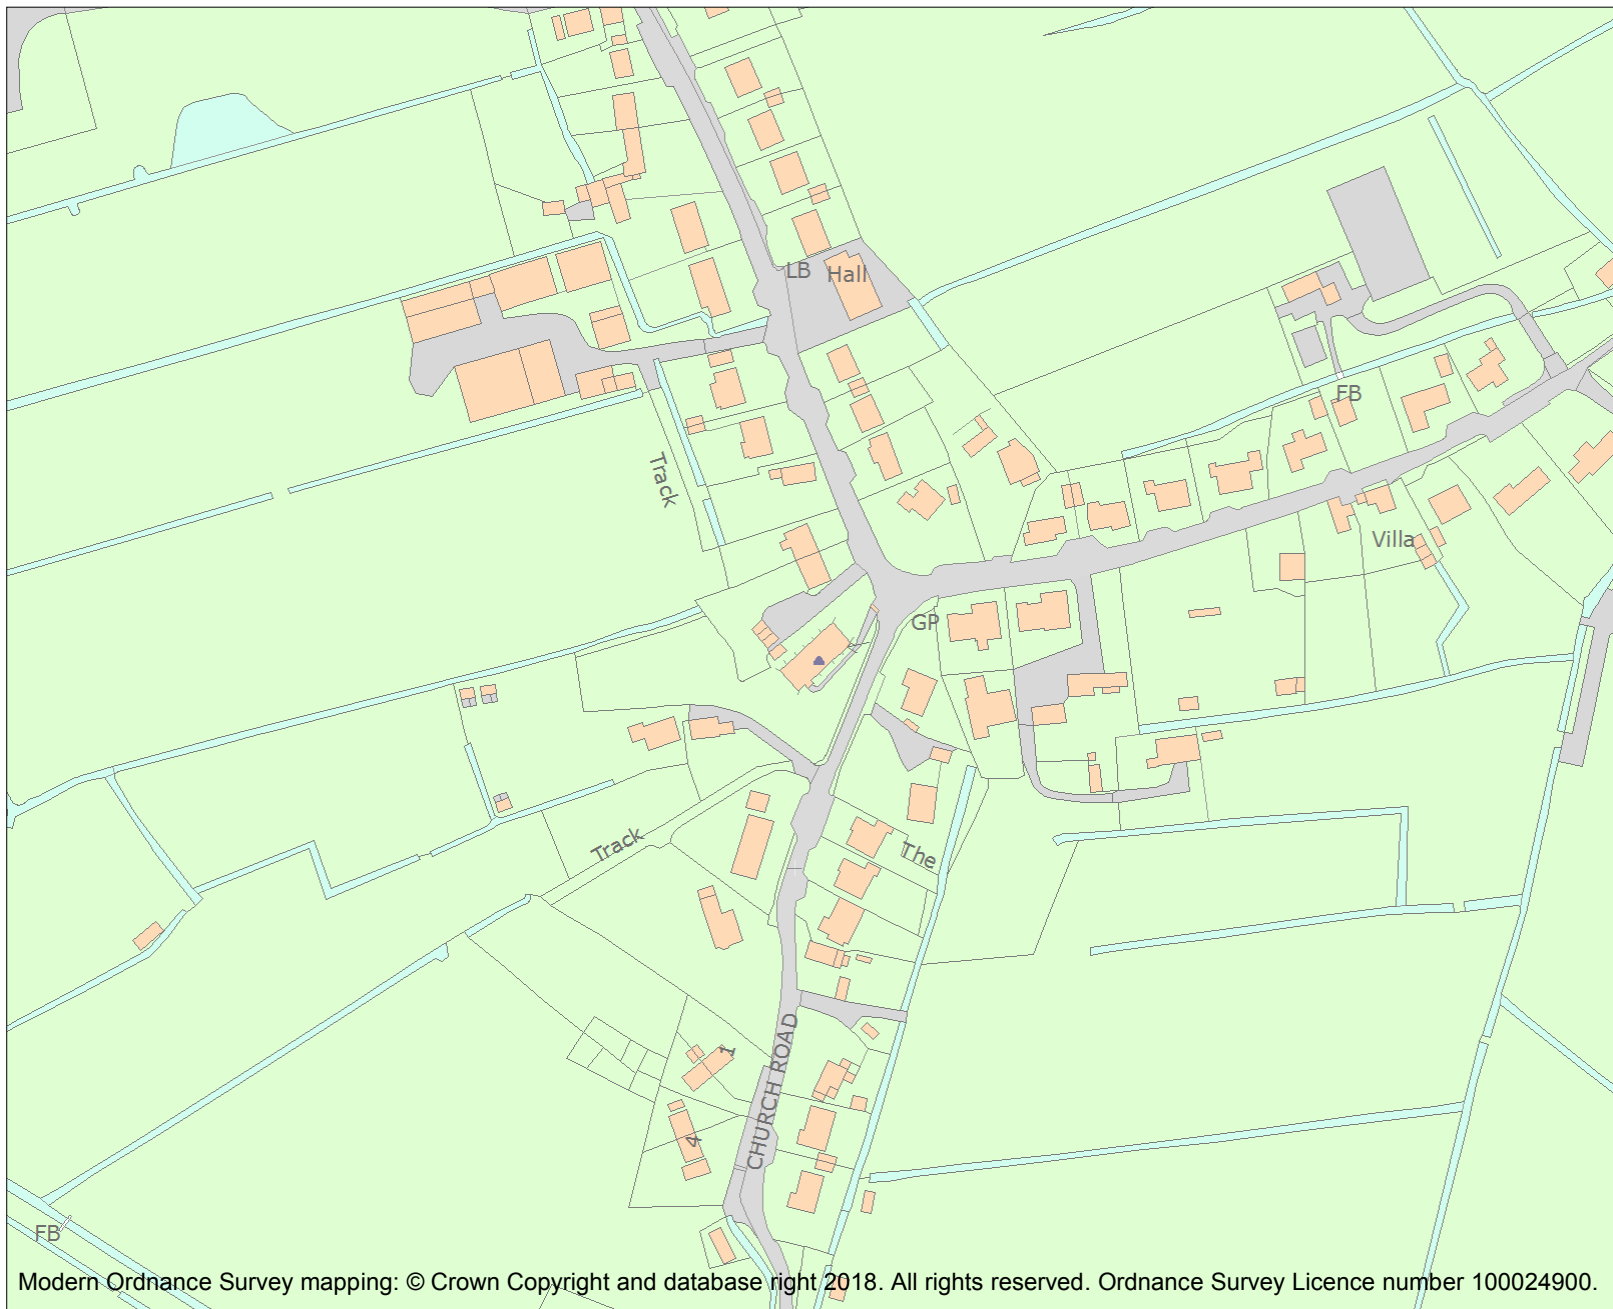 LB
Hall
FB
Track
Villa
GP
Track
The
CHURCH ROAD
1
4
FB
Modern Ordnance Survey mapping: © Crown Copyright and database right 2018. All rights reserved. Ordnance Survey Licence number 100024900.